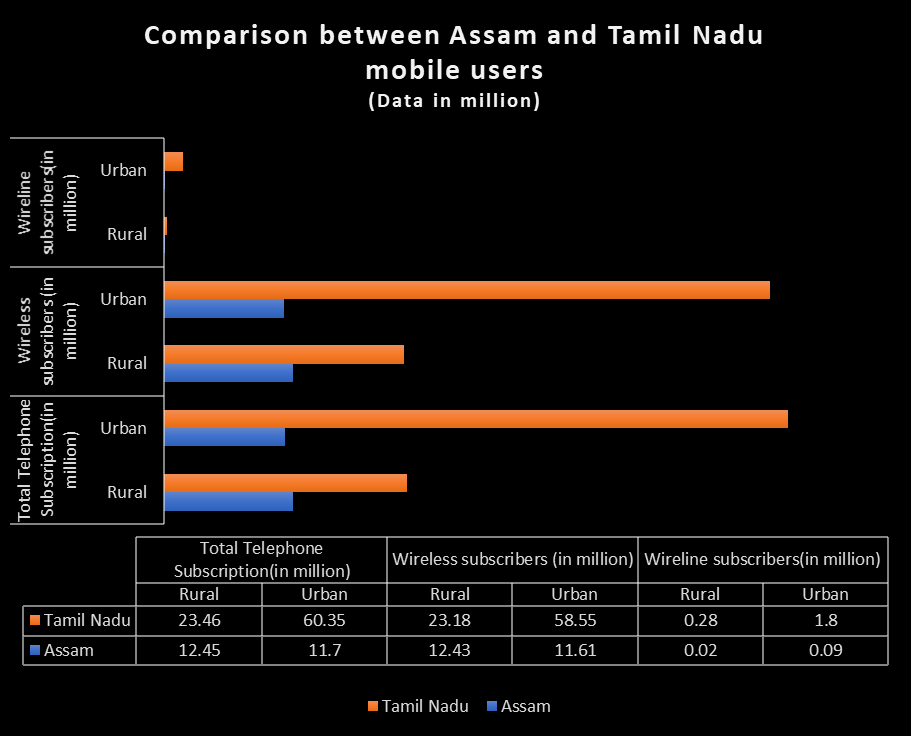 Comparison between Assam and Tamil Nadu
mobile users
(Data in million)
Wireline
subscribers(in
million)
Urban
Rural
Wireless
subscribers (in
million)
Urban
Rural
Total Telephone
Subscription(in
million)
Urban
Rural
Total Telephone
Subscription(in million)
Wireless subscribers (in million)
Wireline subscribers(in million)
Rural Urban Rural Urban Rural Urban
Tamil Nadu 23.46 60.35 23.18 58.55 0.28 1.8
Assam 12.45 11.7 12.43 11.61 0.02 0.09
Tamil Nadu Assam